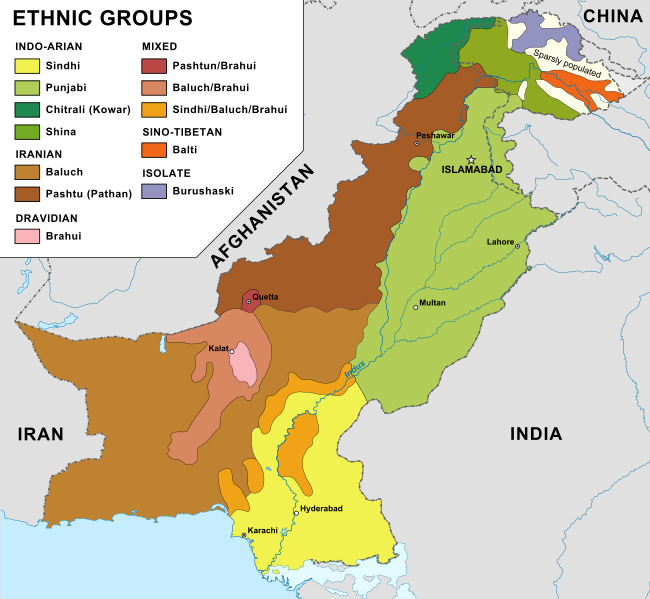 ETHNIC GROUPS
INDO-ARIAN
Sindhi
Punjabi
Chitrali (Kowar)
Shina
IRANIAN
Baluch
Pashtu (Pathan)
DRAVIDIAN
Brahui
MIXED
Pashtun/Brahui
Baluch/Brahui
Sindhi/Baluch/Brahui
SINO-TIBETAN
Balti
ISOLATE
Burushaski
CHINA
Sparsly populated
Peshawar
ISLAMABAD
AFGHANISTAN
Lahore
Quetta
Multan
Kalat
Indus
IRAN
INDIA
Hyderabad
Karachi